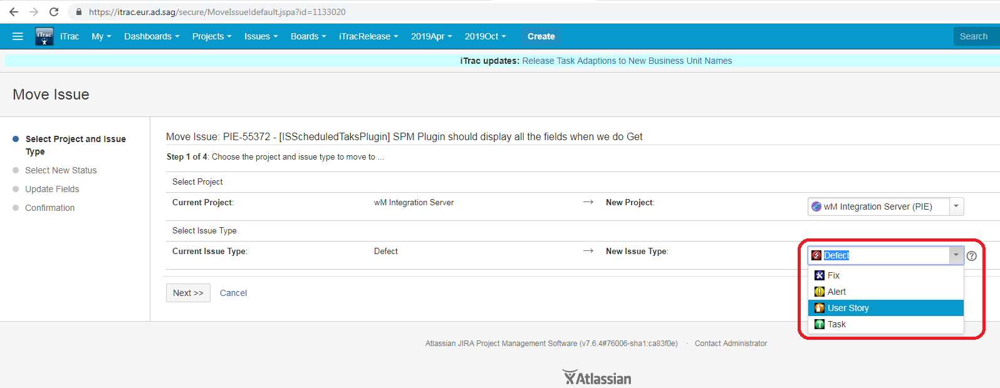 https://itrac.eur.ad.sag/secure/MoveIssue!default.jspa?id=1133020
iTrac iTrac My Dashboards Projects Issues Boards iTracRelease 2019Apr 2019Oct Create Search
iTrac updates: Release Task Adaptions to New Business Unit Names
Move Issue
Select Project and Issue Type
Select New Status
Update Fields
Confirmation
Move Issue: PIE-55372 - [ISScheduledTaksPlugin] SPM Plugin should display all the fields when we do Get
Step 1 of 4: Choose the project and issue type to move to ...
Select Project
Current Project: wM Integration Server → New Project: wM Integration Server (PIE)
Select Issue Type
Current Issue Type: Defect → New Issue Type: Defect
Fix
Alert
User Story
Task
Next >> Cancel
Atlassian JIRA Project Management Software (v7.6.4#76006-sha1:ca83f0e) · Contact Administrator
Atlassian